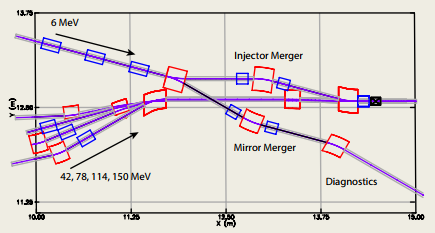 13.75
6 MeV
Injector Merger
Y (m)
12.50
Mirror Merger
42, 78, 114, 150 MeV
Diagnostics
11.25
10.00 11.25 12.50 13.75 15.00
X (m)